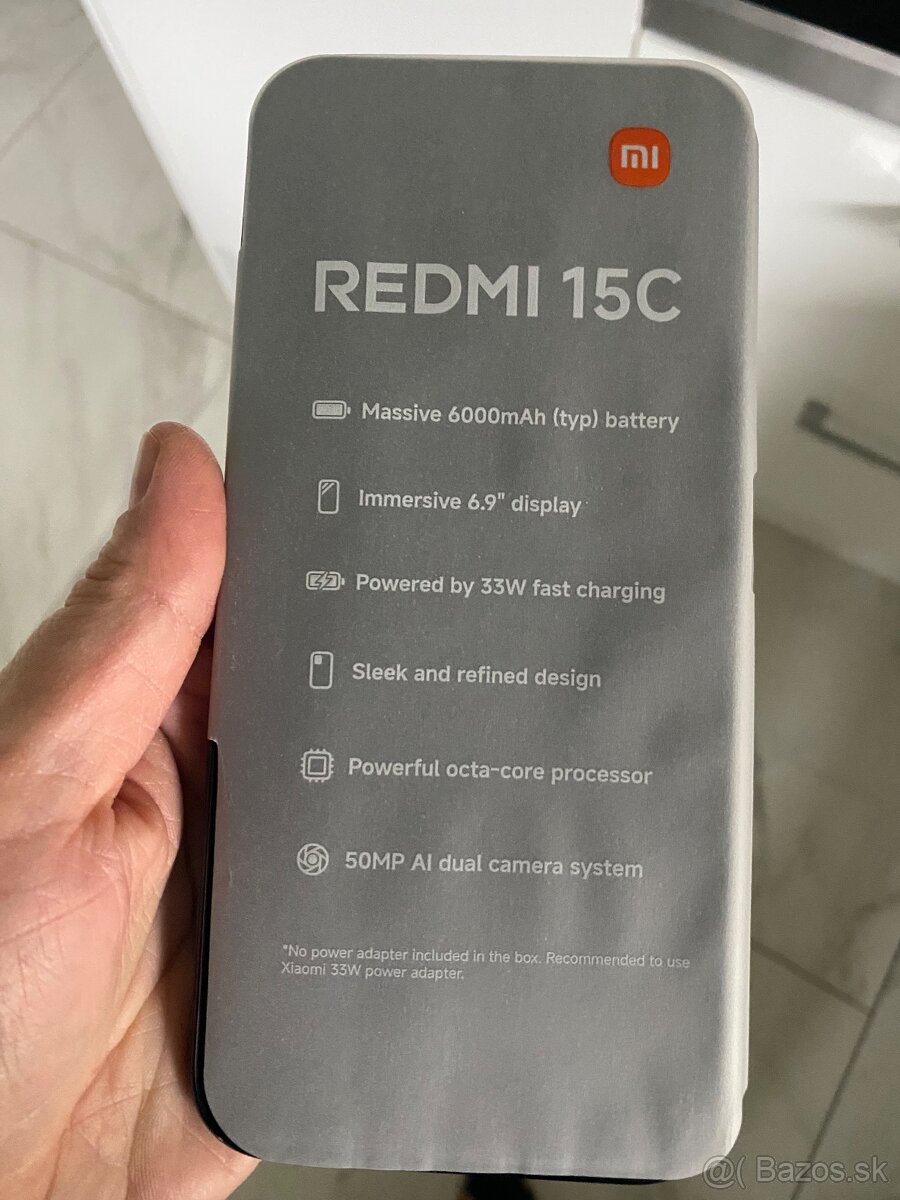 mi
REDMI 15C
Massive 6000mAh (typ) battery
Immersive 6.9" display
Powered by 33W fast charging
Sleek and refined design
Powerful octa-core processor
50MP AI dual camera system
*No power adapter included in the box. Recommended to use
Xiaomi 33W power adapter.
@( Bazos.sk